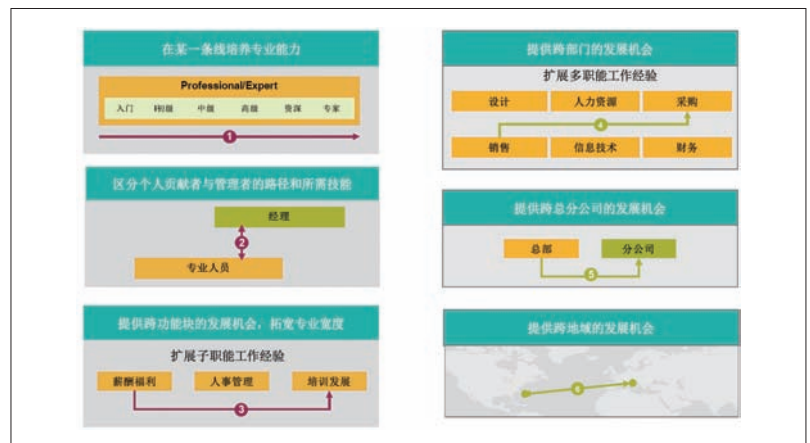 在某一条线培养专业能力
Professional/Expert
入门 初级 中级 高级 资深 专家
1
区分个人贡献者与管理者的路径和所需技能
经理
2
专业人员
提供跨功能块的发展机会，拓宽专业宽度
扩展子职能工作经验
薪酬福利 人事管理 培训发展
3
提供跨部门的发展机会
扩展多职能工作经验
设计 人力资源 采购
4
销售 信息技术 财务
提供跨总分公司的发展机会
总部 分公司
5
提供跨地域的发展机会
6